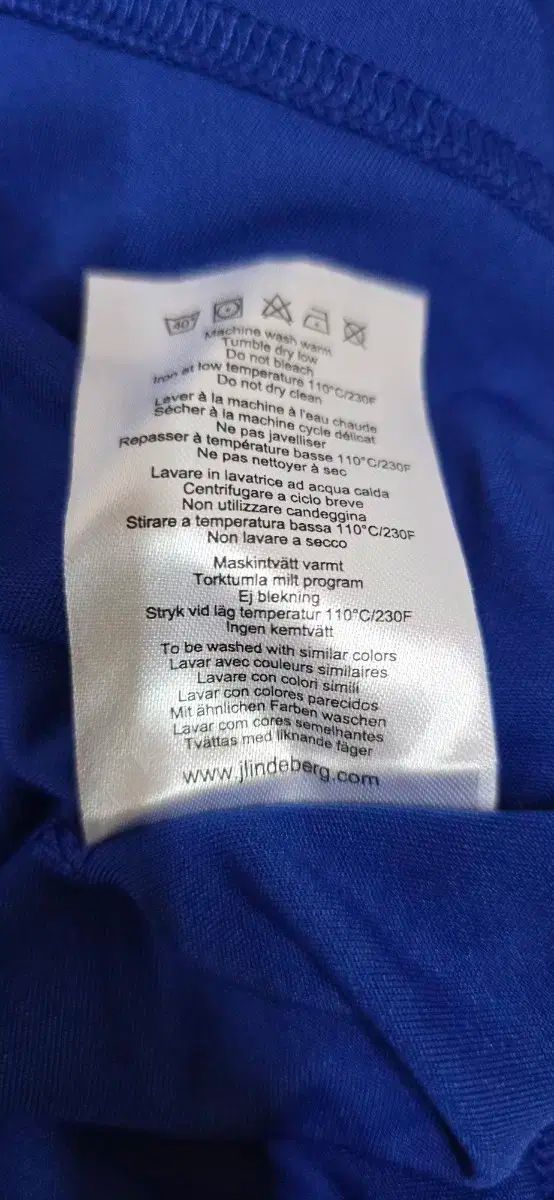 40
Machine wash warm
Tumble dry low
Do not bleach
Iron at low temperature 110°C/230F
Do not dry clean
Laver à la machine à l'eau chaude
Sécher à la machine cycle délicat
Ne pas javelliser
Repasser à température basse 110°C/230F
Ne pas nettoyer à sec
Lavare in lavatrice ad acqua calda
Centrifugare a ciclo breve
Non utilizzare candeggina
Stirare a temperatura bassa 110°C/230F
Non lavare a secco
Maskintvätt varmt
Torktumla milt program
Ej blekning
Stryk vid låg temperatur 110°C/230F
Ingen kemtvätt
To be washed with similar colors
Lavar avec couleurs similaires
Lavare con colori simili
Lavar con colores parecidos
Mit ähnlichen Farben waschen
Lavar com cores semelhantes
Tvättas med liknande fäger
www.jlindeberg.com